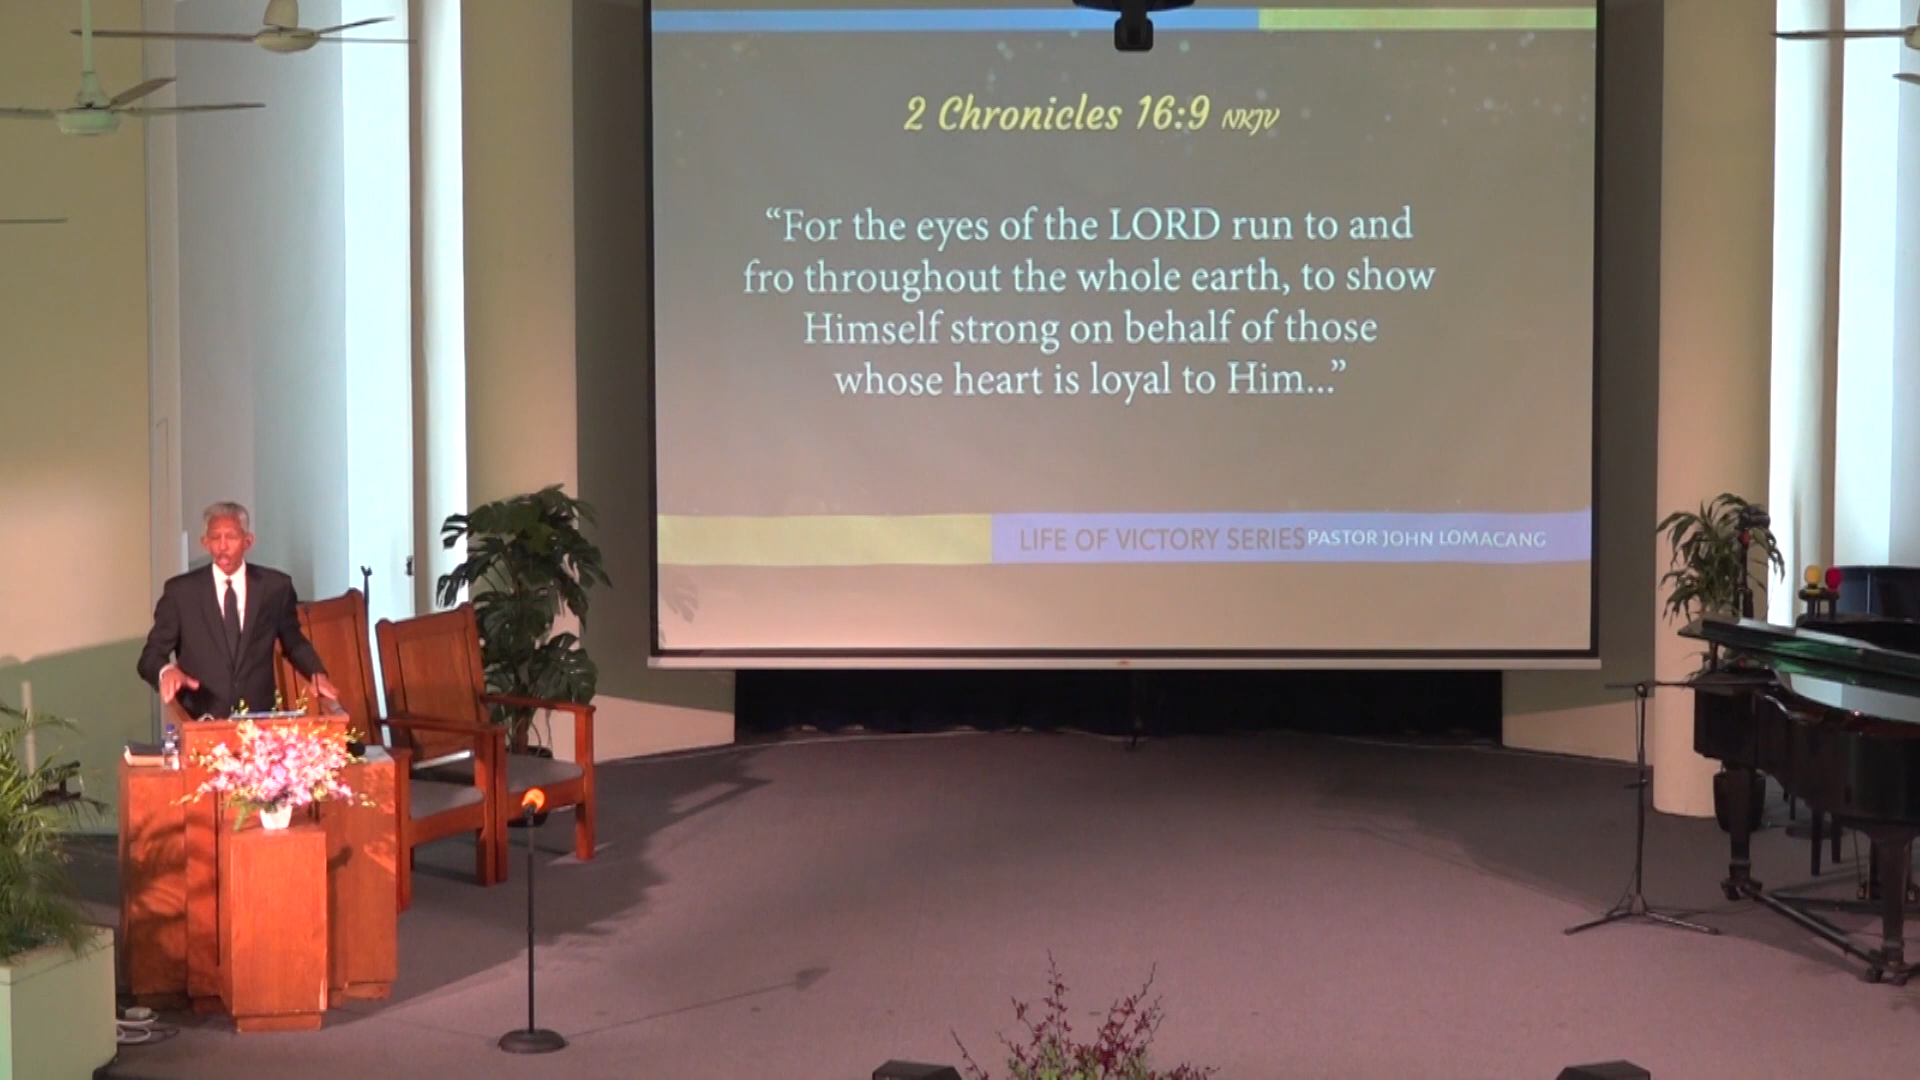 2 Chronicles 16:9 NKJV
“For the eyes of the LORD run to and
fro throughout the whole earth, to show
Himself strong on behalf of those
whose heart is loyal to Him...”
LIFE OF VICTORY SERIES PASTOR JOHN LOMACANG